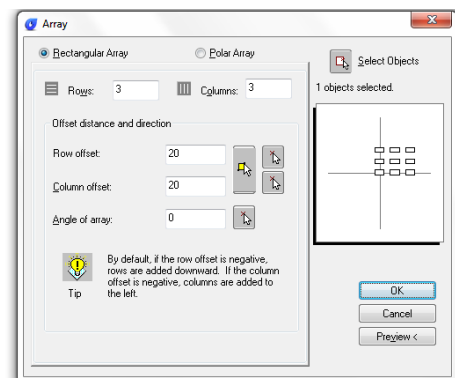 Array
Rectangular Array
Polar Array
Select Objects
Rows: 3
Columns: 3
1 objects selected.
Offset distance and direction
Row offset: 20
Column offset: 20
Angle of array: 0
By default, if the row offset is negative,
rows are added downward. If the column
offset is negative, columns are added to
the left.
Tip
OK
Cancel
Preview <